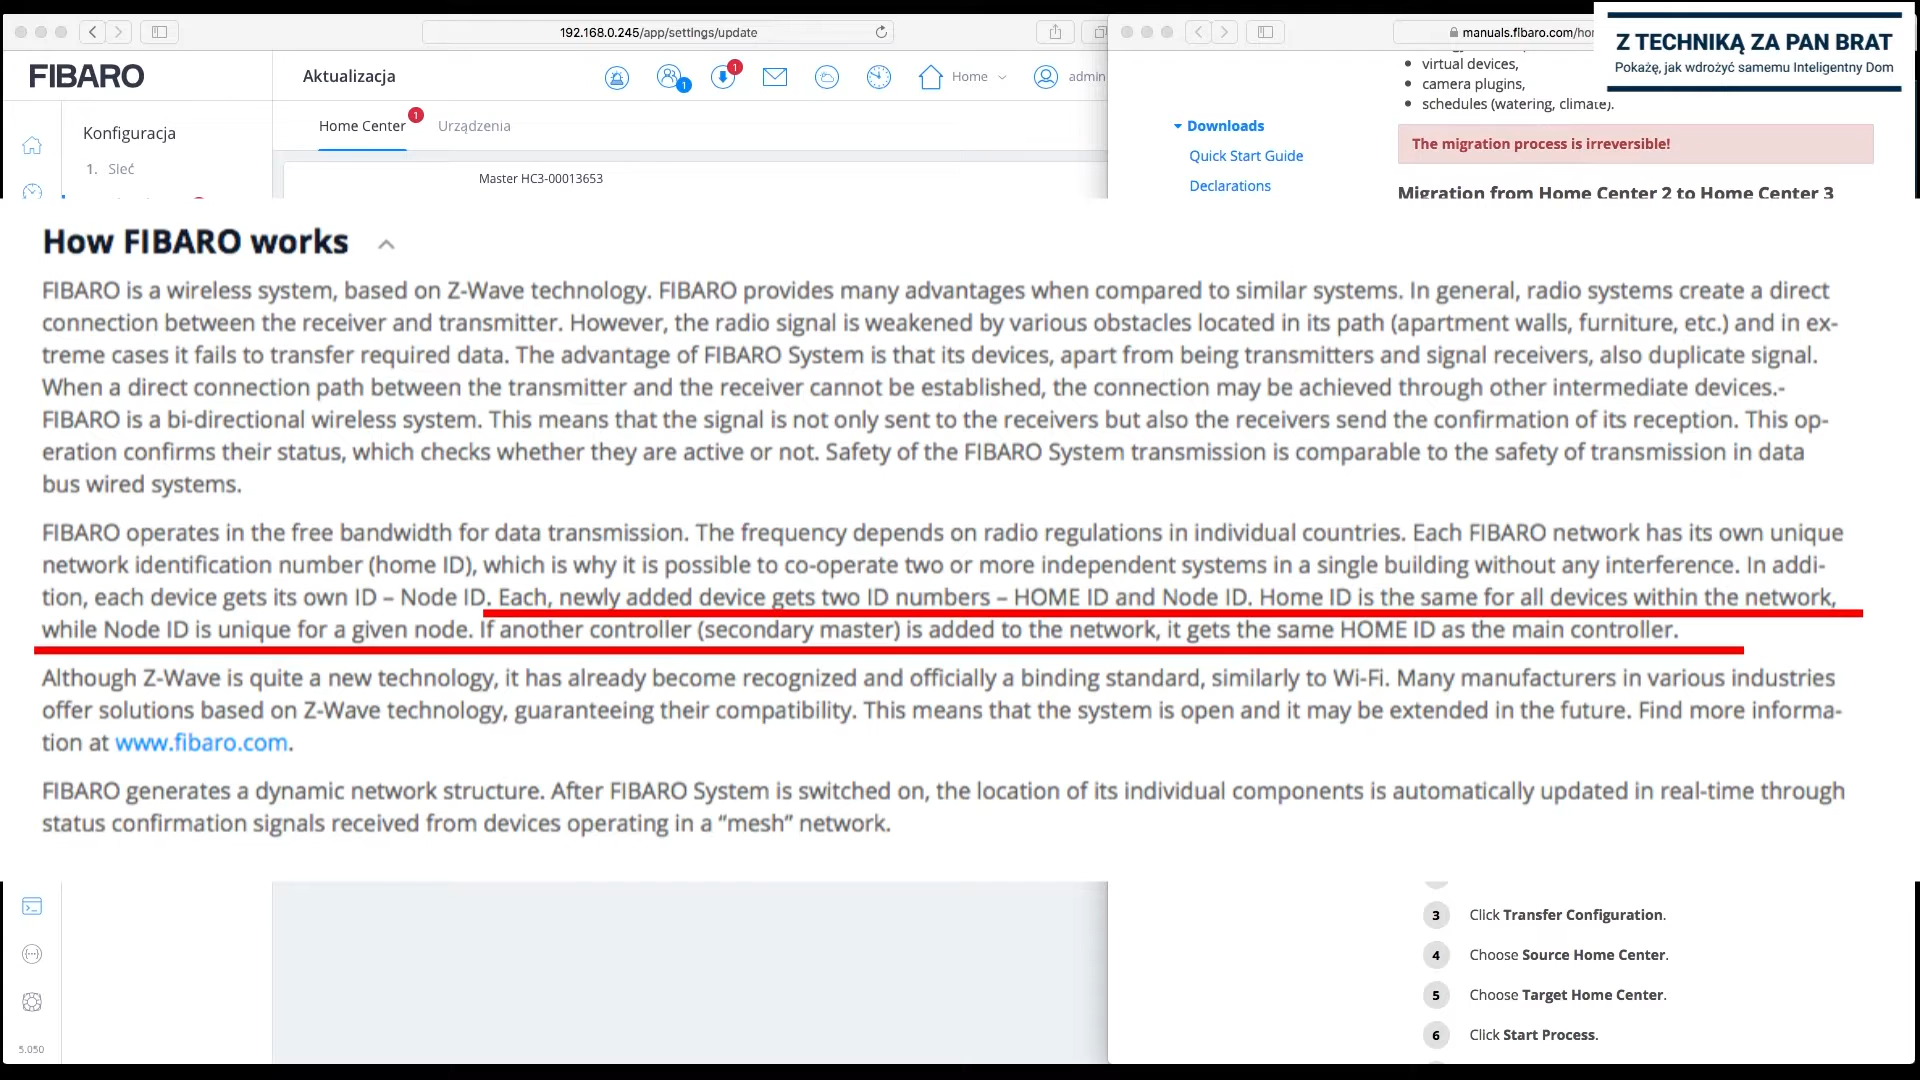 192.168.0.245/app/settings/update
manuals.fibaro.com/hor
Z TECHNIKĄ ZA PAN BRAT
Pokażę, jak wdrożyć samemu Inteligentny Dom
FIBARO
Aktualizacja
1
1
Home
admin
Konfiguracja
1. Sieć
Home Center
1
Urządzenia
Master HC3-00013653
Downloads
Quick Start Guide
Declarations
virtual devices,
camera plugins,
schedules (watering, climate).
The migration process is irreversible!
Migration from Home Center 2 to Home Center 3
How FIBARO works
FIBARO is a wireless system, based on Z-Wave technology. FIBARO provides many advantages when compared to similar systems. In general, radio systems create a direct
connection between the receiver and transmitter. However, the radio signal is weakened by various obstacles located in its path (apartment walls, furniture, etc.) and in ex-
treme cases it fails to transfer required data. The advantage of FIBARO System is that its devices, apart from being transmitters and signal receivers, also duplicate signal.
When a direct connection path between the transmitter and the receiver cannot be established, the connection may be achieved through other intermediate devices.-
FIBARO is a bi-directional wireless system. This means that the signal is not only sent to the receivers but also the receivers send the confirmation of its reception. This op-
eration confirms their status, which checks whether they are active or not. Safety of the FIBARO System transmission is comparable to the safety of transmission in data
bus wired systems.
FIBARO operates in the free bandwidth for data transmission. The frequency depends on radio regulations in individual countries. Each FIBARO network has its own unique
network identification number (home ID), which is why it is possible to co-operate two or more independent systems in a single building without any interference. In addi-
tion, each device gets its own ID – Node ID. Each, newly added device gets two ID numbers – HOME ID and Node ID. Home ID is the same for all devices within the network,
while Node ID is unique for a given node. If another controller (secondary master) is added to the network, it gets the same HOME ID as the main controller.
Although Z-Wave is quite a new technology, it has already become recognized and officially a binding standard, similarly to Wi-Fi. Many manufacturers in various industries
offer solutions based on Z-Wave technology, guaranteeing their compatibility. This means that the system is open and it may be extended in the future. Find more informa-
tion at www.fibaro.com.
FIBARO generates a dynamic network structure. After FIBARO System is switched on, the location of its individual components is automatically updated in real-time through
status confirmation signals received from devices operating in a “mesh” network.
3 Click Transfer Configuration.
4 Choose Source Home Center.
5 Choose Target Home Center.
6 Click Start Process.
5.050